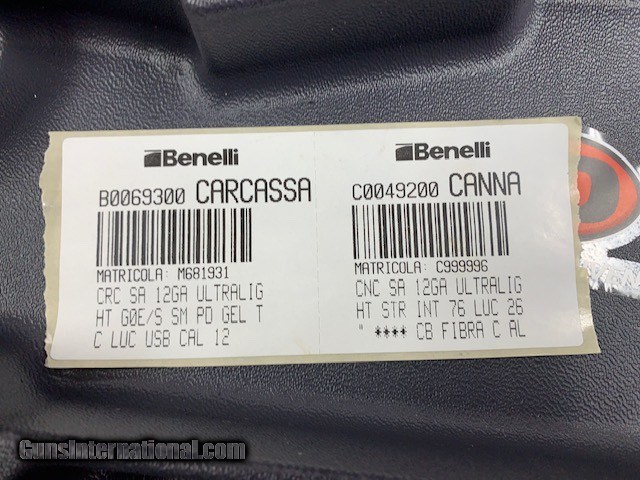 Benelli
B0069300 CARCASSA
MATRICOLA: M681931
CRC SA 12GA ULTRALIG
HT G0E/S SM PD GEL T
C LUC USB CAL 12
Benelli
C0049200 CANNA
MATRICOLA: C999996
CNC SA 12GA ULTRALIG
HT STR INT 76 LUC 26
" **** CB FIBRA C AL
GunsInternational.com